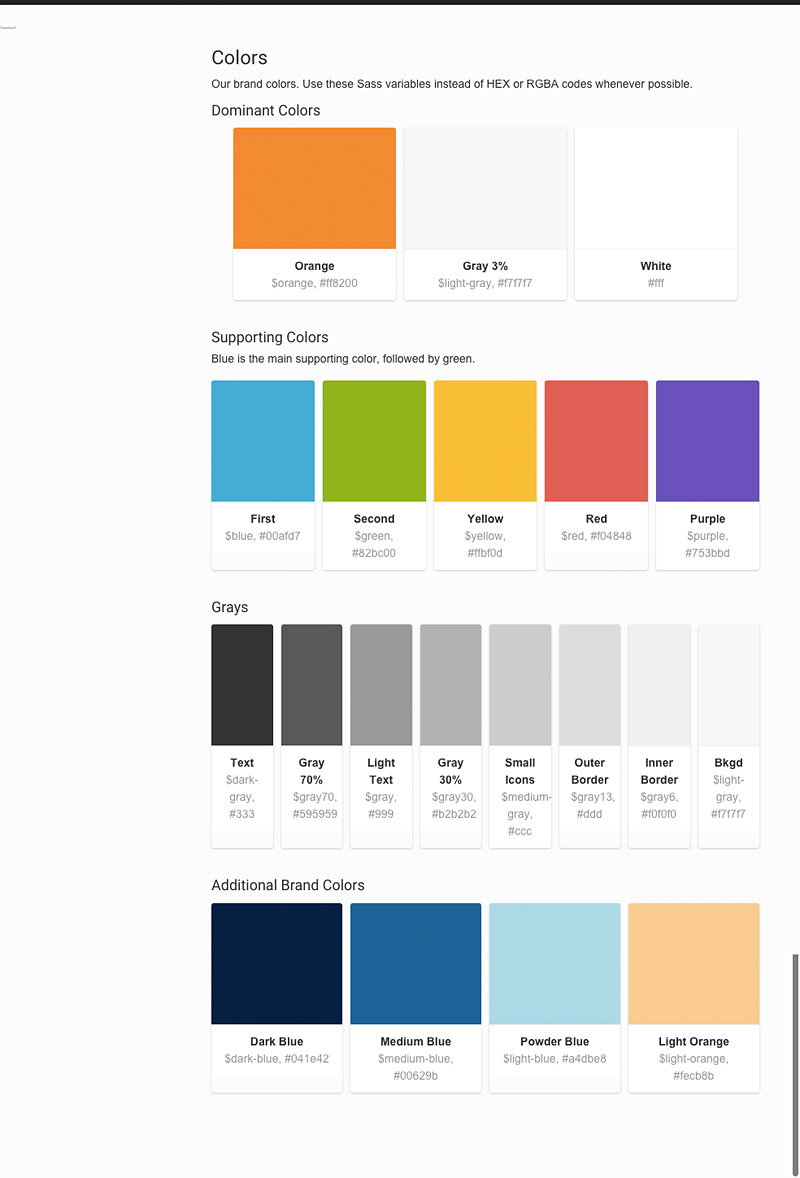 Colors
Our brand colors. Use these Sass variables instead of HEX or RGBA codes whenever possible.
Dominant Colors
Orange
$orange, #ff8200
Gray 3%
$light-gray, #f7f7f7
White
#fff
Supporting Colors
Blue is the main supporting color, followed by green.
First
$blue, #00afd7
Second
$green,
#82bc00
Yellow
$yellow,
#ffbf0d
Red
$red, #f04848
Purple
$purple,
#753bbd
Grays
Text
$dark-
gray,
#333
Gray
70%
$gray70,
#595959
Light
Text
$gray,
#999
Gray
30%
$gray30,
#b2b2b2
Small
Icons
$medium-
gray,
#ccc
Outer
Border
$gray13,
#ddd
Inner
Border
$gray6,
#f0f0f0
Bkgd
$light-
gray,
#f7f7f7
Additional Brand Colors
Dark Blue
$dark-blue, #041e42
Medium Blue
$medium-blue,
#00629b
Powder Blue
$light-blue, #a4dbe8
Light Orange
$light-orange,
#fecb8b